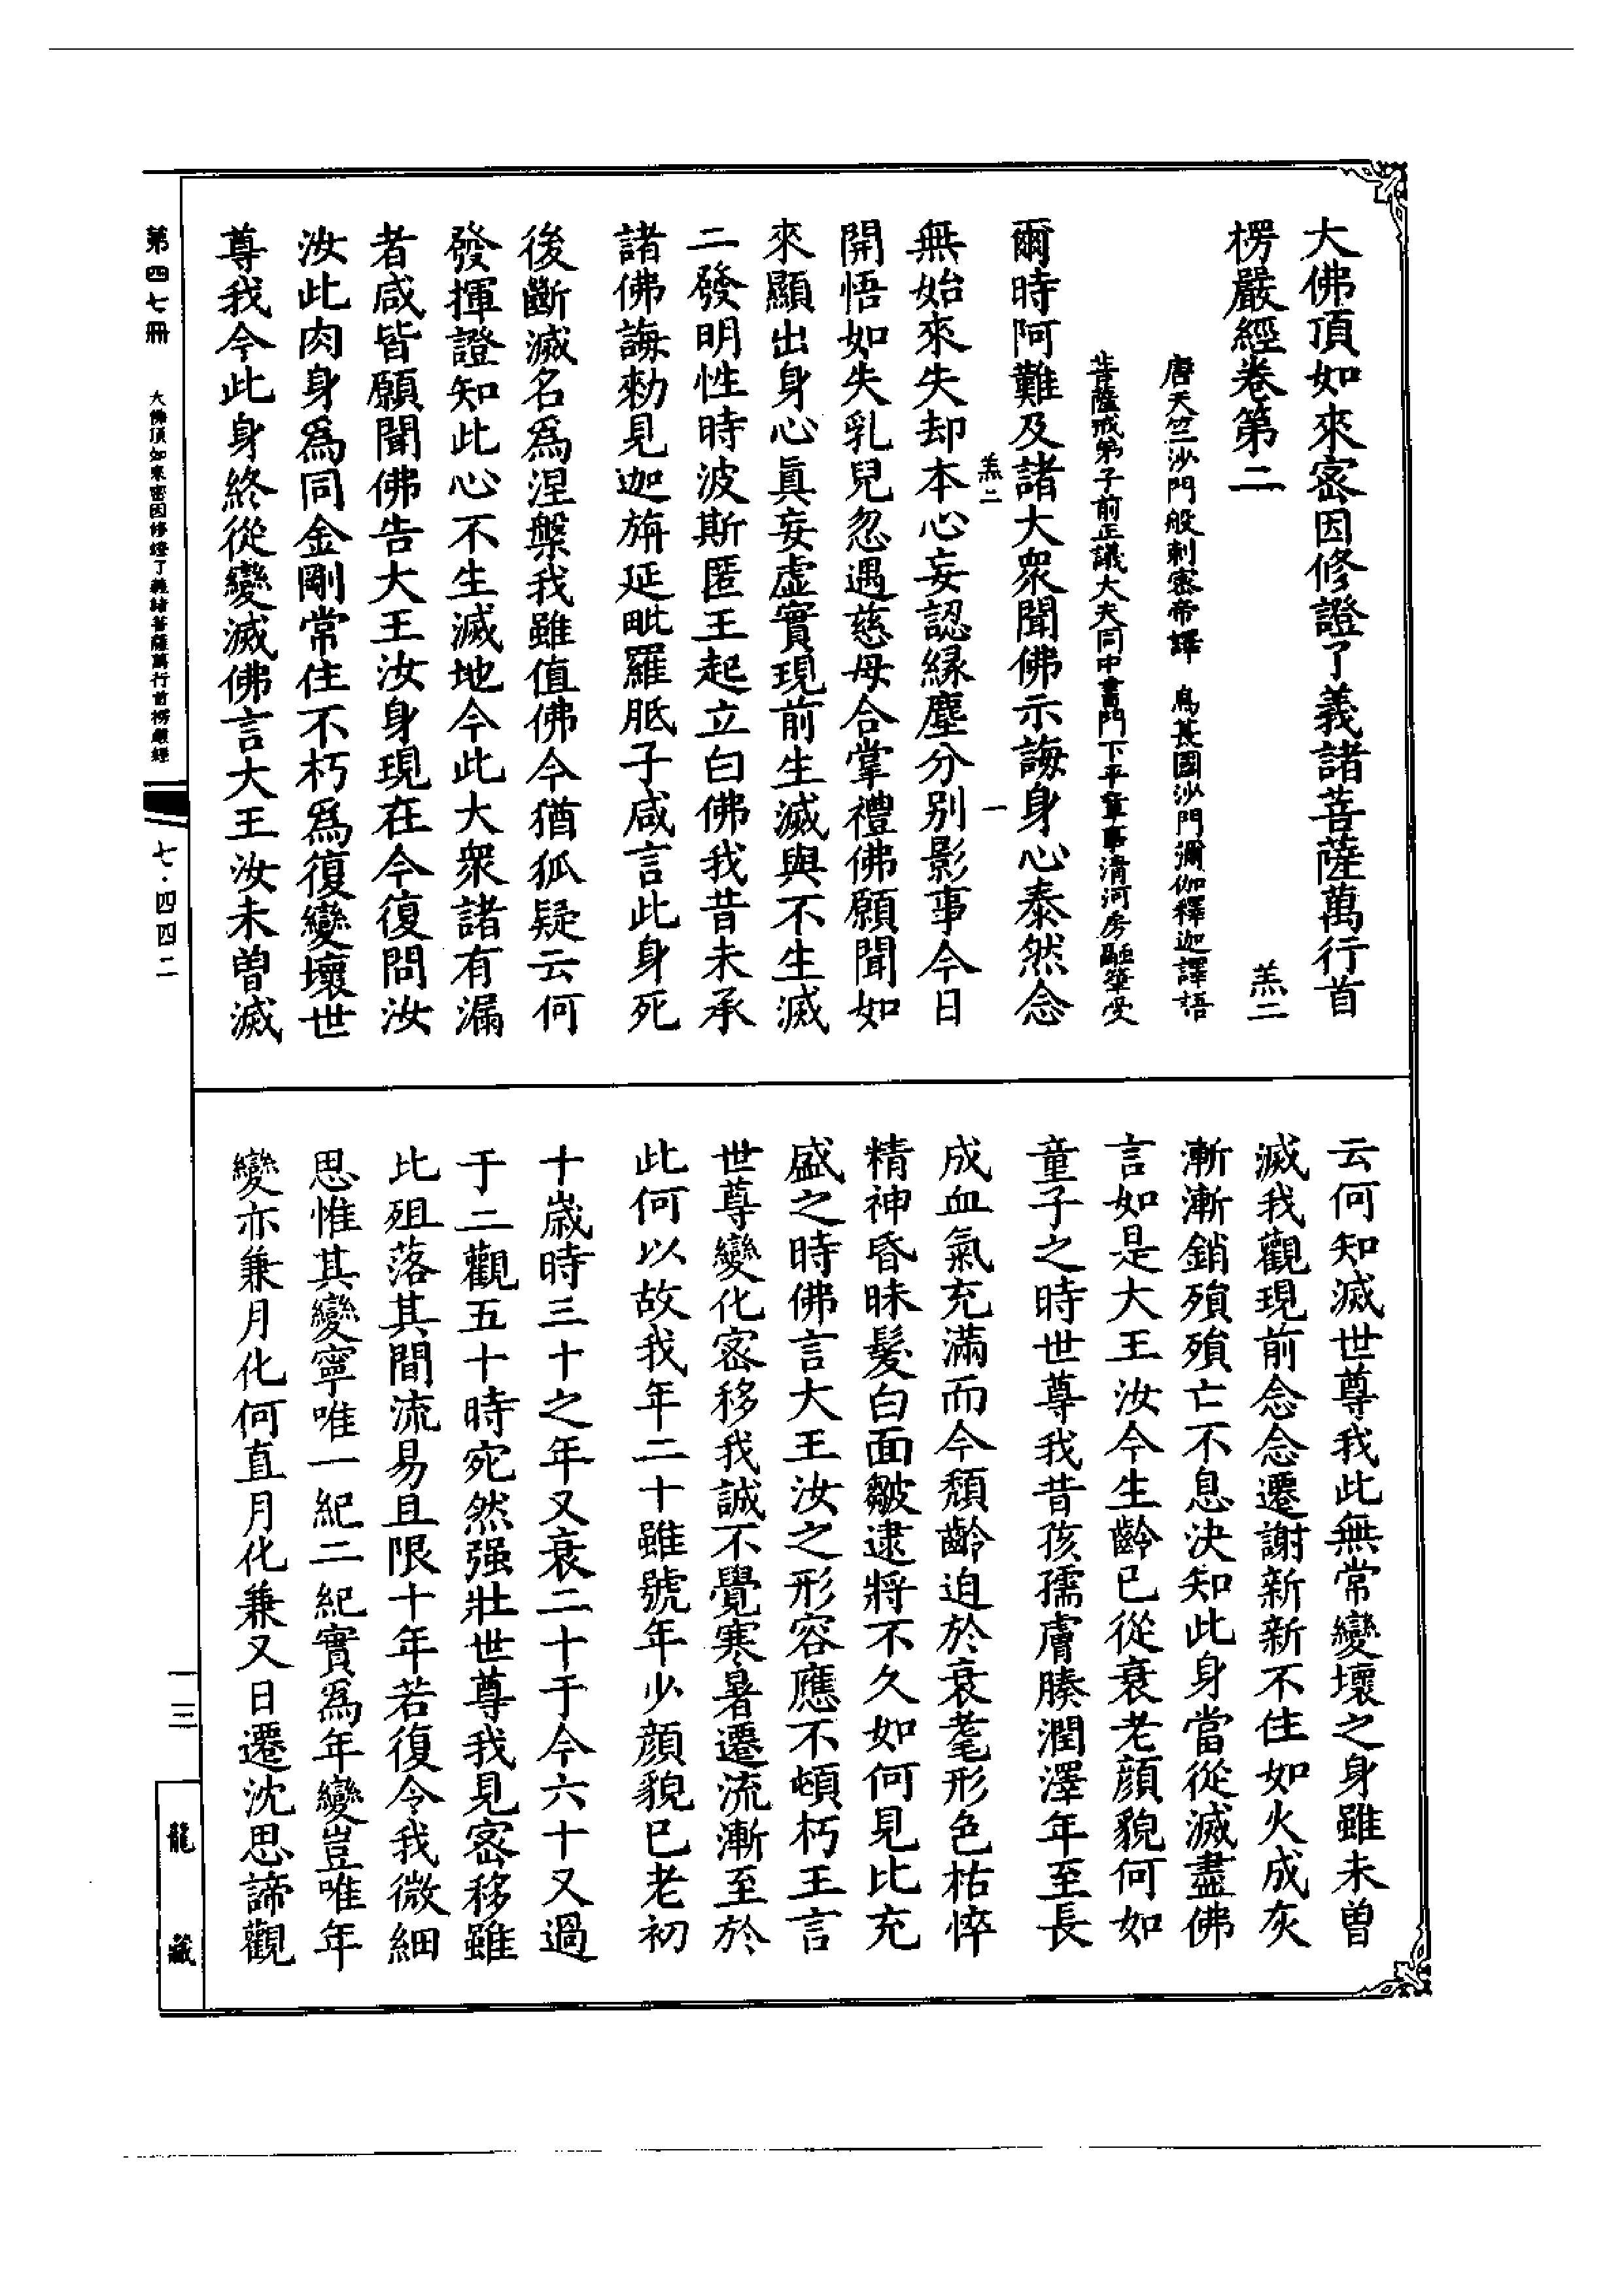 大佛頂如來密因修證了義諸菩薩萬行首
楞嚴經卷第二
羔二
唐天竺沙門般剌密帝譯 烏萇國沙門彌伽釋迦譯語
菩薩戒弟子前正議大夫同中書門下平章事清河房融筆受
爾時阿難及諸大眾聞佛示誨身心泰然念
羔二 一
無始來失却本心妄認緣塵分別影事今日
開悟如失乳兒忽遇慈母合掌禮佛願聞如
來顯出身心眞妄虛實現前生滅與不生滅
二發明性時波斯匿王起立白佛我昔未承
諸佛誨勑見迦旃延毗羅胝子咸言此身死
後斷滅名爲涅槃我雖值佛今猶狐疑云何
發揮證知此心不生滅地今此大眾諸有漏
者咸皆願聞佛告大王汝身現在今復問汝
汝此肉身爲同金剛常住不朽爲復變壞世
尊我今此身終從變滅佛言大王汝未曾滅
云何知滅世尊我此無常變壞之身雖未曾
滅我觀現前念念遷謝新新不住如火成灰
漸漸銷殞殞亡不息決知此身當從滅盡佛
言如是大王汝今生齡已從衰老顏貌何如
童子之時世尊我昔孩孺膚腠潤澤年至長
成血氣充滿而今頹齡迫於衰耄形色枯悴
精神昏昧髮白面皺逮將不久如何見比充
盛之時佛言大王汝之形容應不頓朽王言
世尊變化密移我誠不覺寒暑遷流漸至於
此何以故我年二十雖號年少顏貌已老初
十歲時三十之年又衰二十于今六十又過
于二觀五十時宛然强壯世尊我見密移雖
比殂落其間流易且限十年若復令我微細
思惟其變寧唯一紀二紀實爲年變豈唯年
變亦兼月化何直月化兼又日遷沈思諦觀
第四七冊
大佛頂如來密因修證了義諸菩薩萬行首楞嚴經
七·四四二
一三
龍藏